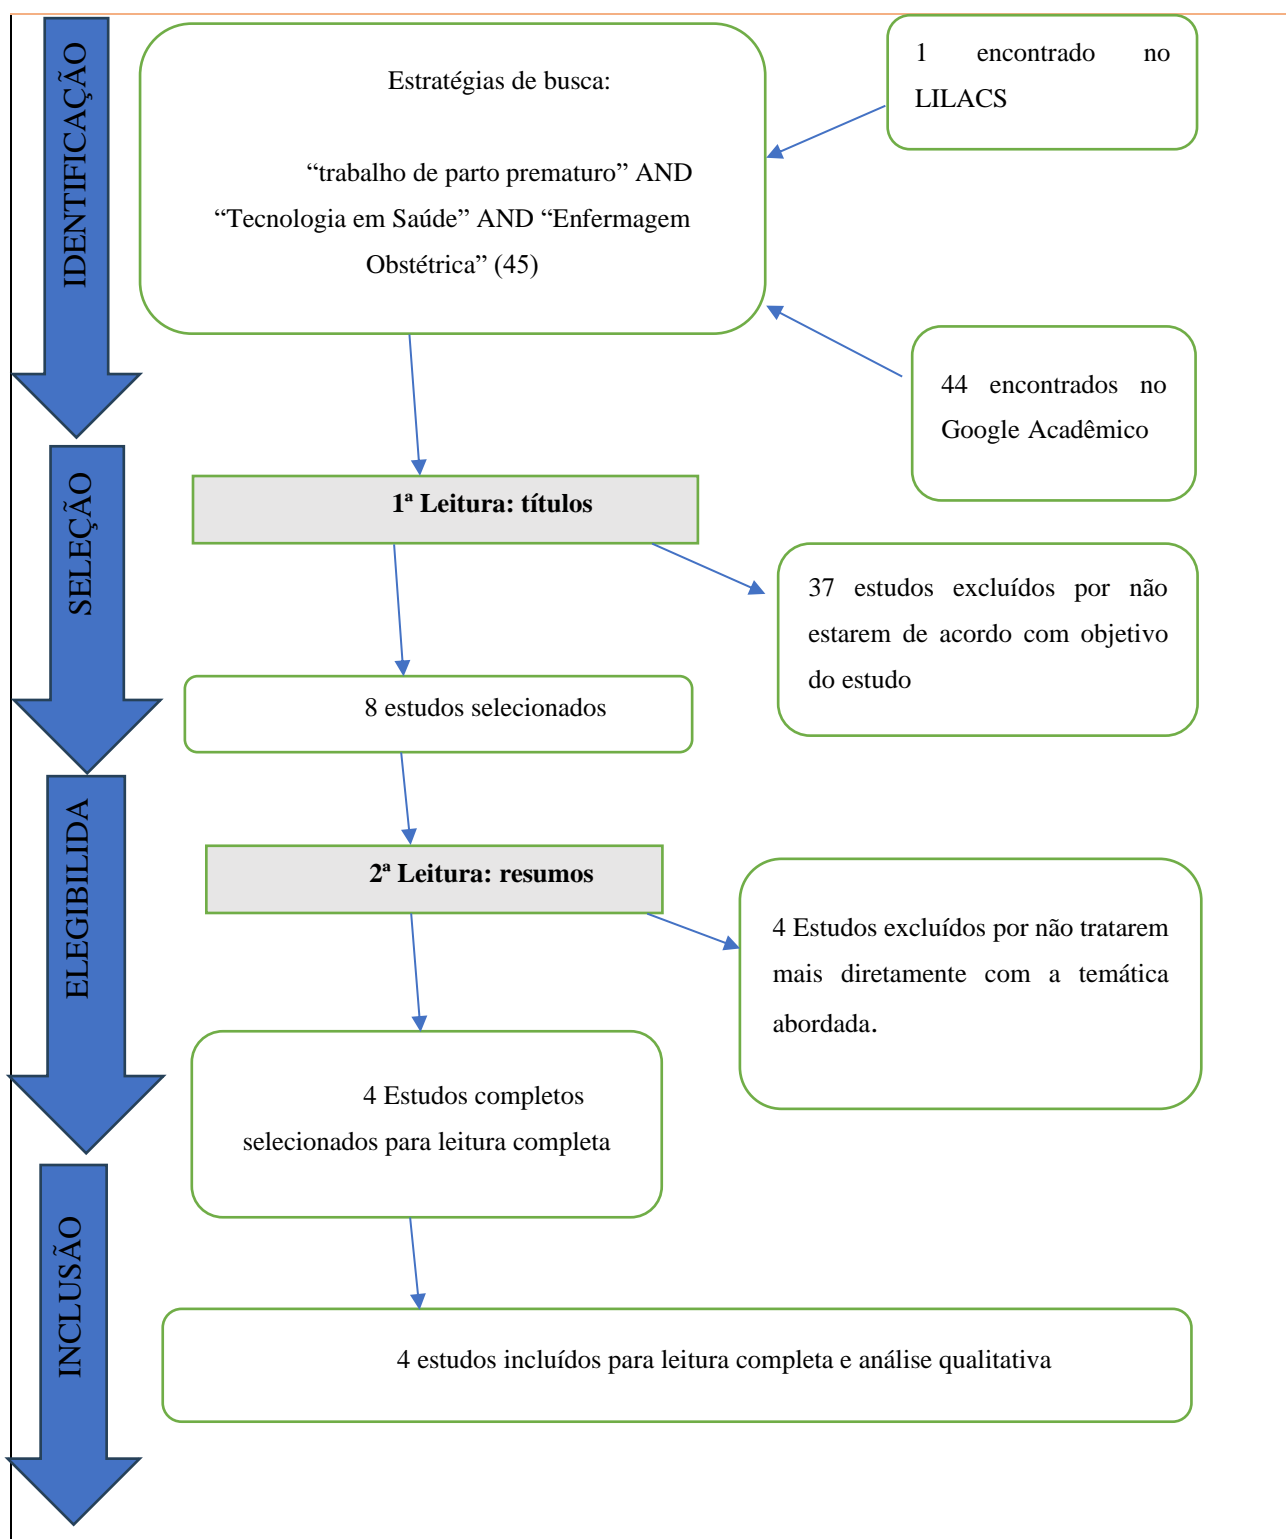 IDENTIFICAÇÃO
Estratégias de busca:
“trabalho de parto prematuro” AND
“Tecnologia em Saúde” AND “Enfermagem
Obstétrica” (45)
1 encontrado no
LILACS
44 encontrados no
Google Acadêmico
SELEÇÃO
1ª Leitura: títulos
37 estudos excluídos por não
estarem de acordo com objetivo
do estudo
8 estudos selecionados
ELEGIBILIDA
2ª Leitura: resumos
4 Estudos excluídos por não tratarem
mais diretamente com a temática
abordada.
4 Estudos completos
selecionados para leitura completa
INCLUSÃO
4 estudos incluídos para leitura completa e análise qualitativa